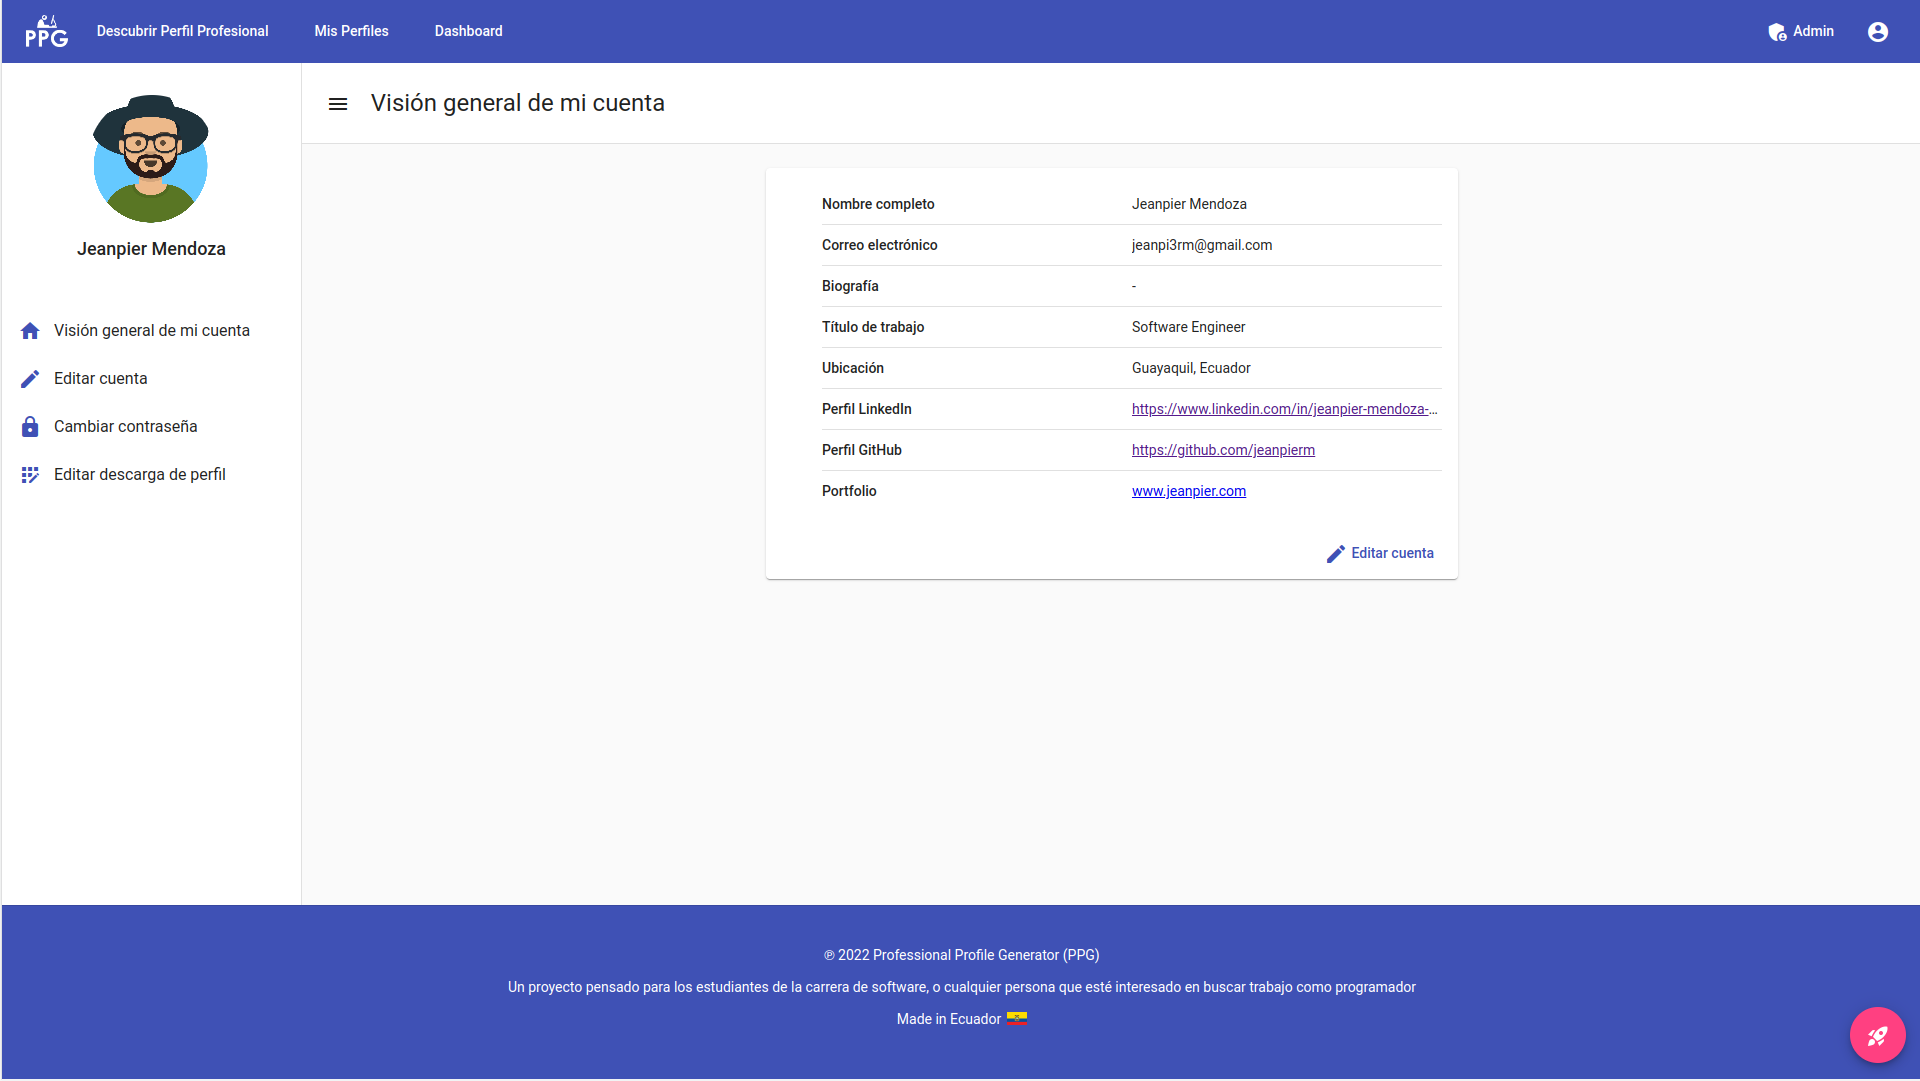 PPG
Descubrir Perfil Profesional
Mis Perfiles
Dashboard
Admin
Jeanpier Mendoza
Visión general de mi cuenta
Editar cuenta
Cambiar contraseña
Editar descarga de perfil
Visión general de mi cuenta
Nombre completo Jeanpier Mendoza
Correo electrónico jeanpi3rm@gmail.com
Biografía -
Título de trabajo Software Engineer
Ubicación Guayaquil, Ecuador
Perfil LinkedIn https://www.linkedin.com/in/jeanpier-mendoza-...
Perfil GitHub https://github.com/jeanpierm
Portfolio www.jeanpier.com
Editar cuenta
℗ 2022 Professional Profile Generator (PPG)
Un proyecto pensado para los estudiantes de la carrera de software, o cualquier persona que esté interesado en buscar trabajo como programador
Made in Ecuador